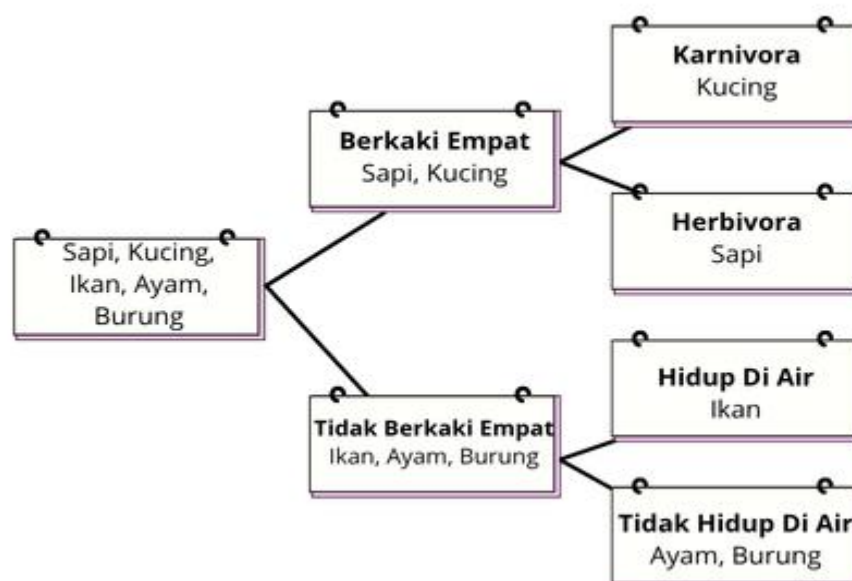 Sapi, Kucing,
Ikan, Ayam,
Burung
Berkaki Empat
Sapi, Kucing
Tidak Berkaki Empat
Ikan, Ayam, Burung
Karnivora
Kucing
Herbivora
Sapi
Hidup Di Air
Ikan
Tidak Hidup Di Air
Ayam, Burung